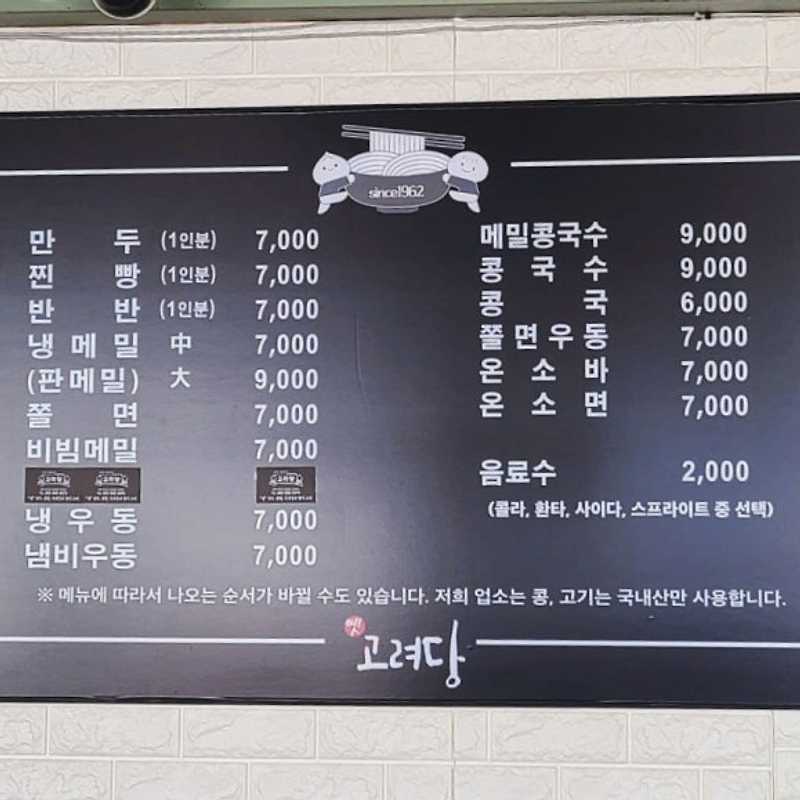 since1962
만 두 (1인분) 7,000
찐 빵 (1인분) 7,000
반 반 (1인분) 7,000
냉 메 밀 中 7,000
(판메밀) 大 9,000
쫄 면 7,000
비빔메밀 7,000
냉 우 동 7,000
냄비우동 7,000
메밀콩국수 9,000
콩 국 수 9,000
콩 국 6,000
쫄면우동 7,000
온 소 바 7,000
온 소 면 7,000
음료수 2,000
(콜라, 환타, 사이다, 스프라이트 중 선택)
※ 메뉴에 따라서 나오는 순서가 바뀔 수도 있습니다. 저희 업소는 콩, 고기는 국내산만 사용합니다.
옛 고려당